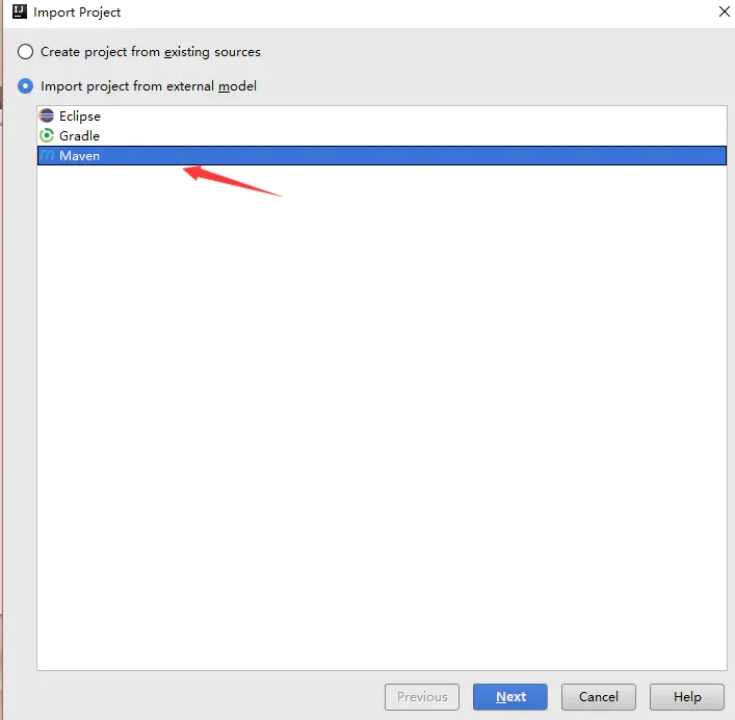 Import Project
Create project from existing sources
Import project from external model
Eclipse
Gradle
Maven
Previous Next Cancel Help